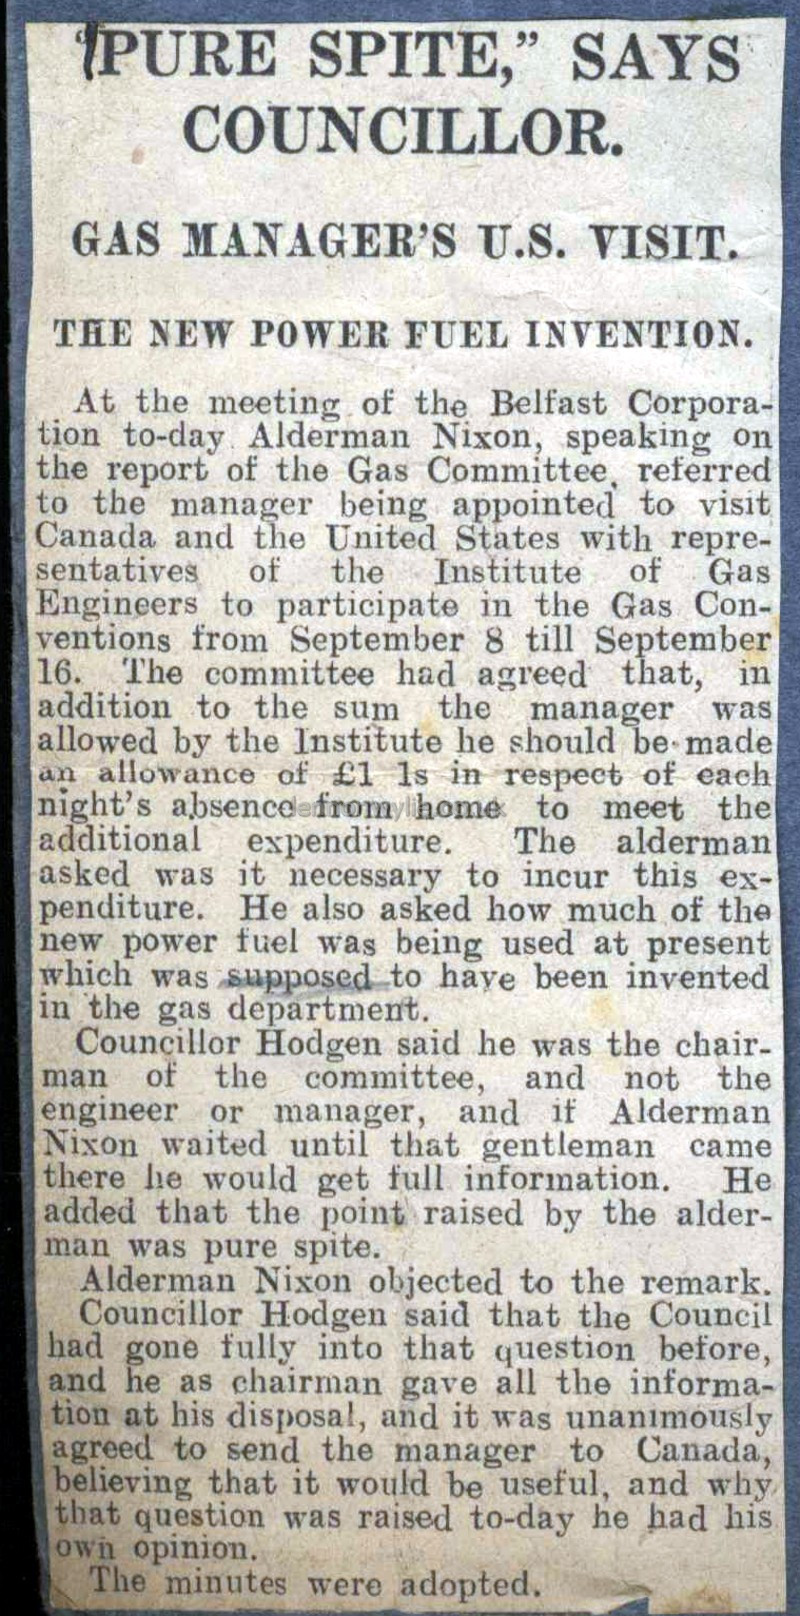 “PURE SPITE,” SAYS
COUNCILLOR.
GAS MANAGER'S U.S. VISIT.
THE NEW POWER FUEL INVENTION.
At the meeting of the Belfast Corpora-
tion to-day Alderman Nixon, speaking on
the report of the Gas Committee, referred
to the manager being appointed to visit
Canada and the United States with repre-
sentatives of the Institute of Gas
Engineers to participate in the Gas Con-
ventions from September 8 till September
16. The committee had agreed that, in
addition to the sum the manager was
allowed by the Institute he should be made
an allowance of £1 1s in respect of each
night's absence from home to meet the
additional expenditure. The alderman
asked was it necessary to incur this ex-
penditure. He also asked how much of the
new power fuel was being used at present
which was supposed to have been invented
in the gas department.
Councillor Hodgen said he was the chair-
man of the committee, and not the
engineer or manager, and if Alderman
Nixon waited until that gentleman came
there he would get full information. He
added that the point raised by the alder-
man was pure spite.
Alderman Nixon objected to the remark.
Councillor Hodgen said that the Council
had gone fully into that question before,
and he as chairman gave all the informa-
tion at his disposal, and it was unanimously
agreed to send the manager to Canada,
believing that it would be useful, and why
that question was raised to-day he had his
own opinion.
The minutes were adopted.